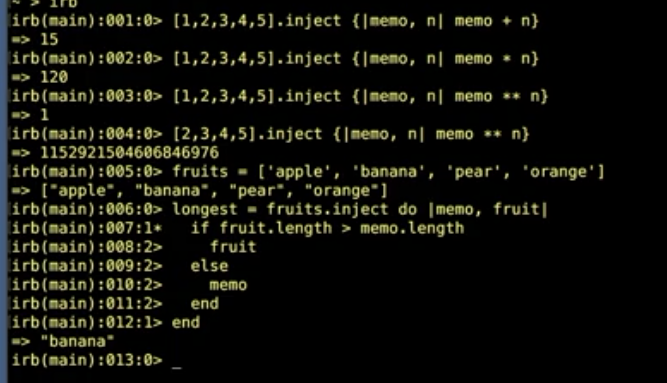 ~ > irb
irb(main):001:0> [1,2,3,4,5].inject {|memo, n| memo + n}
=> 15
irb(main):002:0> [1,2,3,4,5].inject {|memo, n| memo * n}
=> 120
irb(main):003:0> [1,2,3,4,5].inject {|memo, n| memo ** n}
=> 1
irb(main):004:0> [2,3,4,5].inject {|memo, n| memo ** n}
=> 1152921504606846976
irb(main):005:0> fruits = ['apple', 'banana', 'pear', 'orange']
=> ["apple", "banana", "pear", "orange"]
irb(main):006:0> longest = fruits.inject do |memo, fruit|
irb(main):007:1*   if fruit.length > memo.length
irb(main):008:2>     fruit
irb(main):009:2>   else
irb(main):010:2>     memo
irb(main):011:2>   end
irb(main):012:1> end
=> "banana"
irb(main):013:0> _